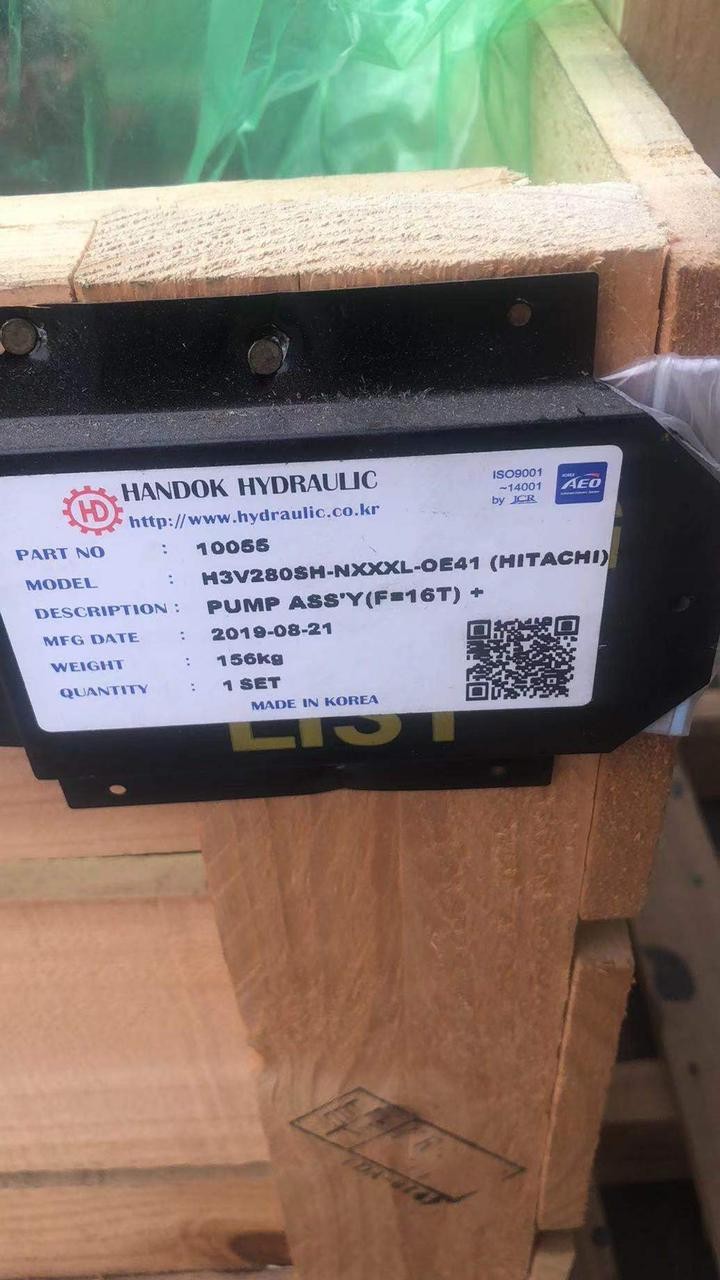 HD HANDOK HYDRAULIC
http://www.hydraulic.co.kr
ISO9001
~14001
by JCR
KOREA
AEO
PART NO : 10055
MODEL : H3V280SH-NXXXL-OE41 (HITACHI)
DESCRIPTION : PUMP ASS'Y(F=16T) +
MFG DATE : 2019-08-21
WEIGHT : 156kg
QUANTITY : 1 SET
MADE IN KOREA
LIST